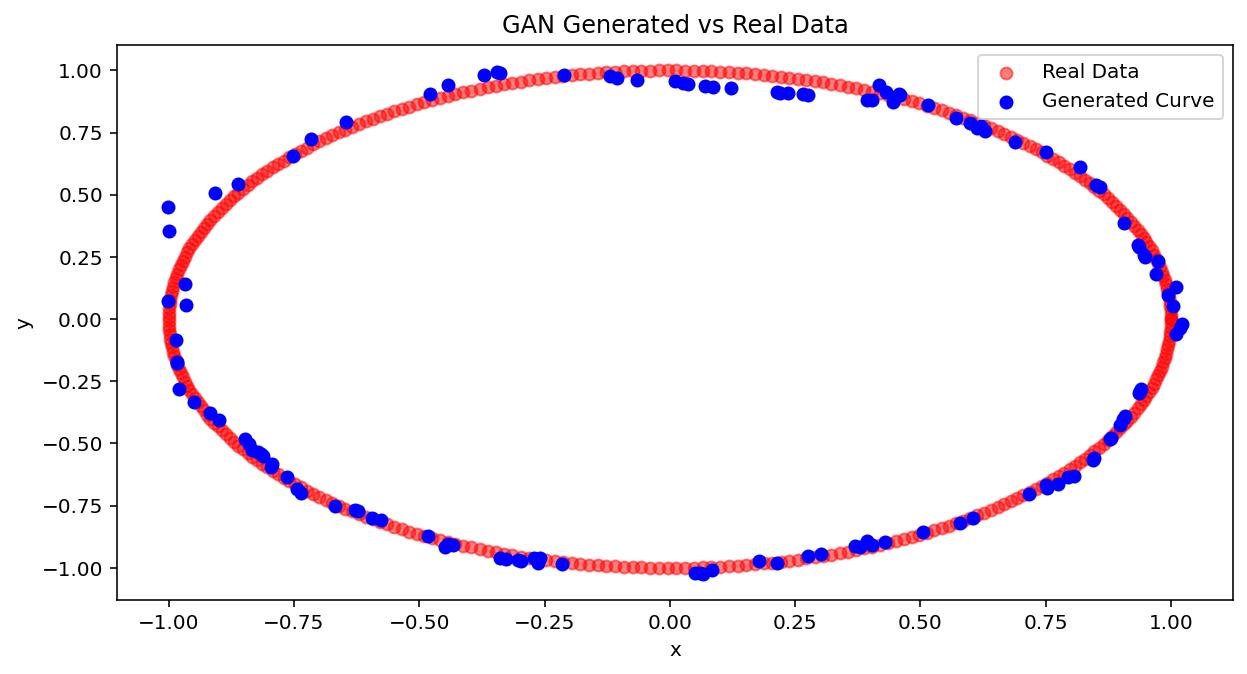 GAN Generated vs Real Data
Real Data
Generated Curve
1.00
0.75
0.50
0.25
0.00
−0.25
−0.50
−0.75
−1.00
y
−1.00 −0.75 −0.50 −0.25 0.00 0.25 0.50 0.75 1.00
x